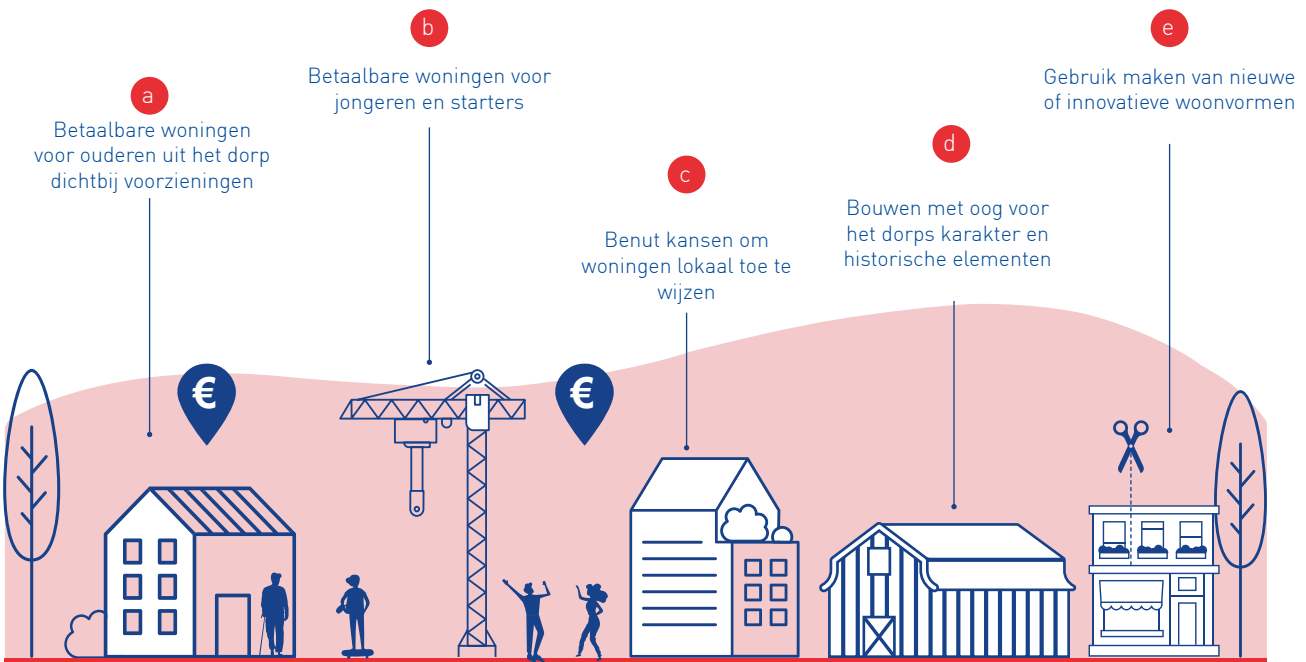 a
Betaalbare woningen
voor ouderen uit het dorp
dichtbij voorzieningen
b
Betaalbare woningen voor
jongeren en starters
c
Benut kansen om
woningen lokaal toe te
wijzen
d
Bouwen met oog voor
het dorps karakter en
historische elementen
e
Gebruik maken van nieuwe
of innovatieve woonvormen
€
€